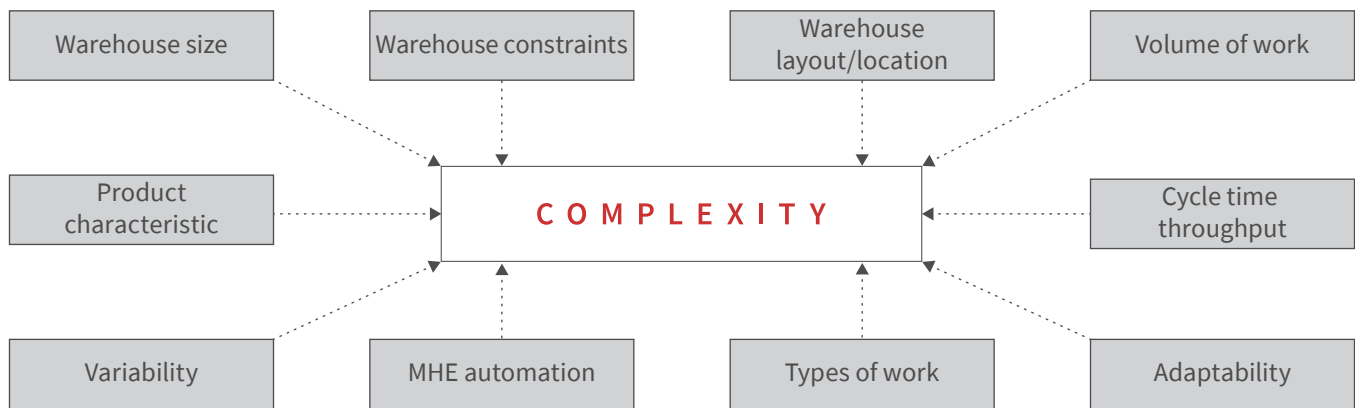 Warehouse size
Warehouse constraints
Warehouse
layout/location
Volume of work
Product
characteristic
COMPLEXITY
Cycle time
throughput
Variability
MHE automation
Types of work
Adaptability